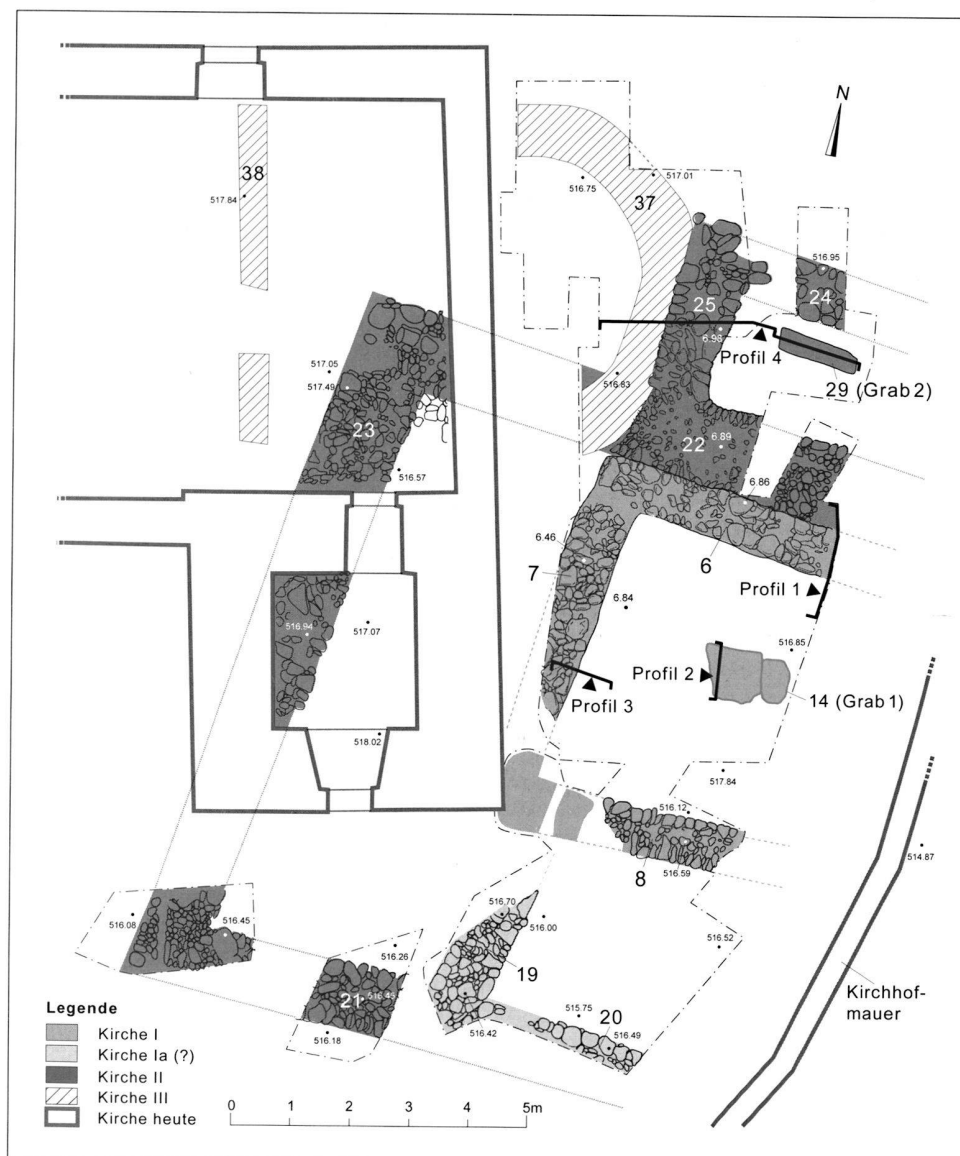 N
38
517.84
516.75
517.01
37
516.95
24
25
6.98
Profil 4
29 (Grab 2)
517.05
517.49
516.83
23
22
6.89
516.57
6.86
6.46
7
6
Profil 1
6.84
516.94
517.07
516.85
Profil 2
14 (Grab 1)
Profil 3
518.02
517.84
516.12
514.87
8
516.59
516.70
516.00
516.08
516.45
516.26
516.52
19
Kirchhof-
mauer
21
516.45
515.75
20
516.49
516.42
516.18
Legende
Kirche I
Kirche Ia (?)
Kirche II
Kirche III
Kirche heute
0 1 2 3 4 5m